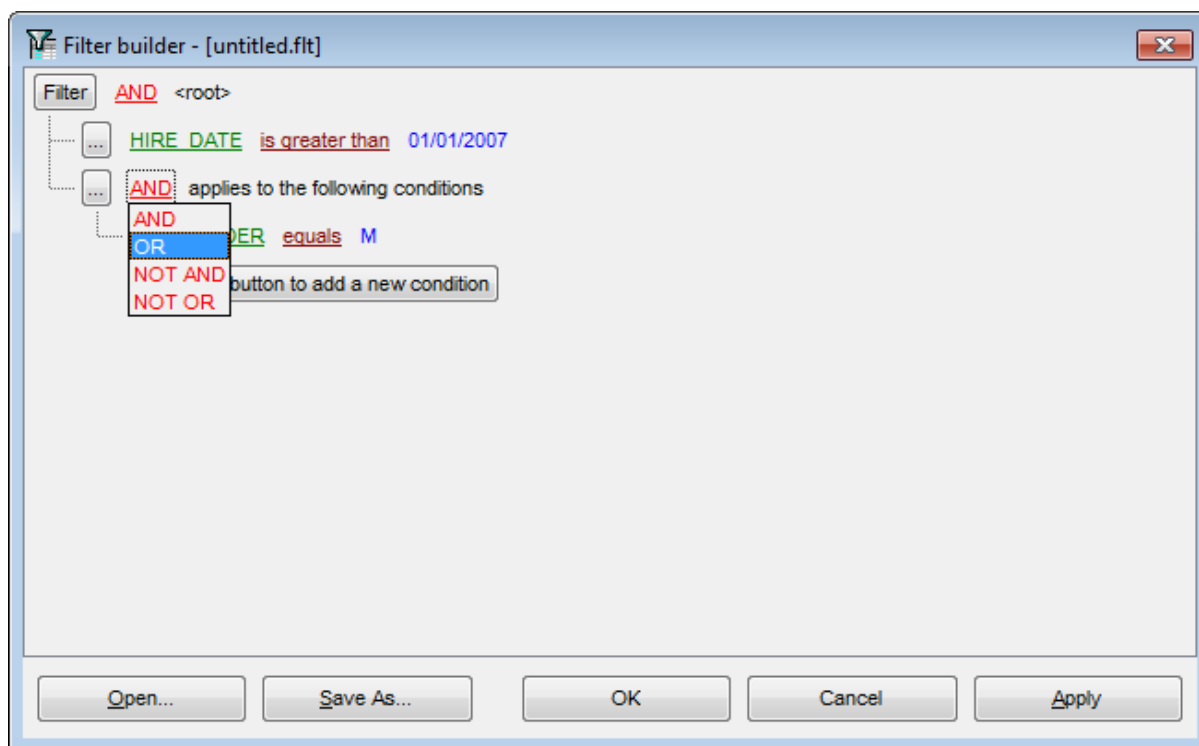 Filter builder - [untitled.flt]
Filter AND <root>
... HIRE_DATE is greater than 01/01/2007
... AND applies to the following conditions
AND
OR
DER equals M
NOT AND
button to add a new condition
NOT OR
Open... Save As... OK Cancel Apply